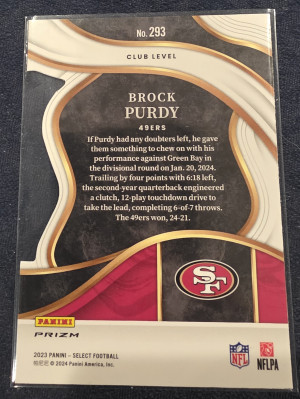 No. 293
CLUB LEVEL
BROCK
PURDY
49ERS
If Purdy had any doubters left, he gave
them something to chew on with his
performance against Green Bay in
the divisional round on Jan. 20, 2024.
Trailing by four points with 6:18 left,
the second-year quarterback engineered
a clutch, 12-play touchdown drive to
take the lead, completing 6-of-7 throws.
The 49ers won, 24-21.
SF
PANINI
PRIZM
NFL
NFLPA
2023 PANINI - SELECT FOOTBALL
© 2024 Panini America, Inc.